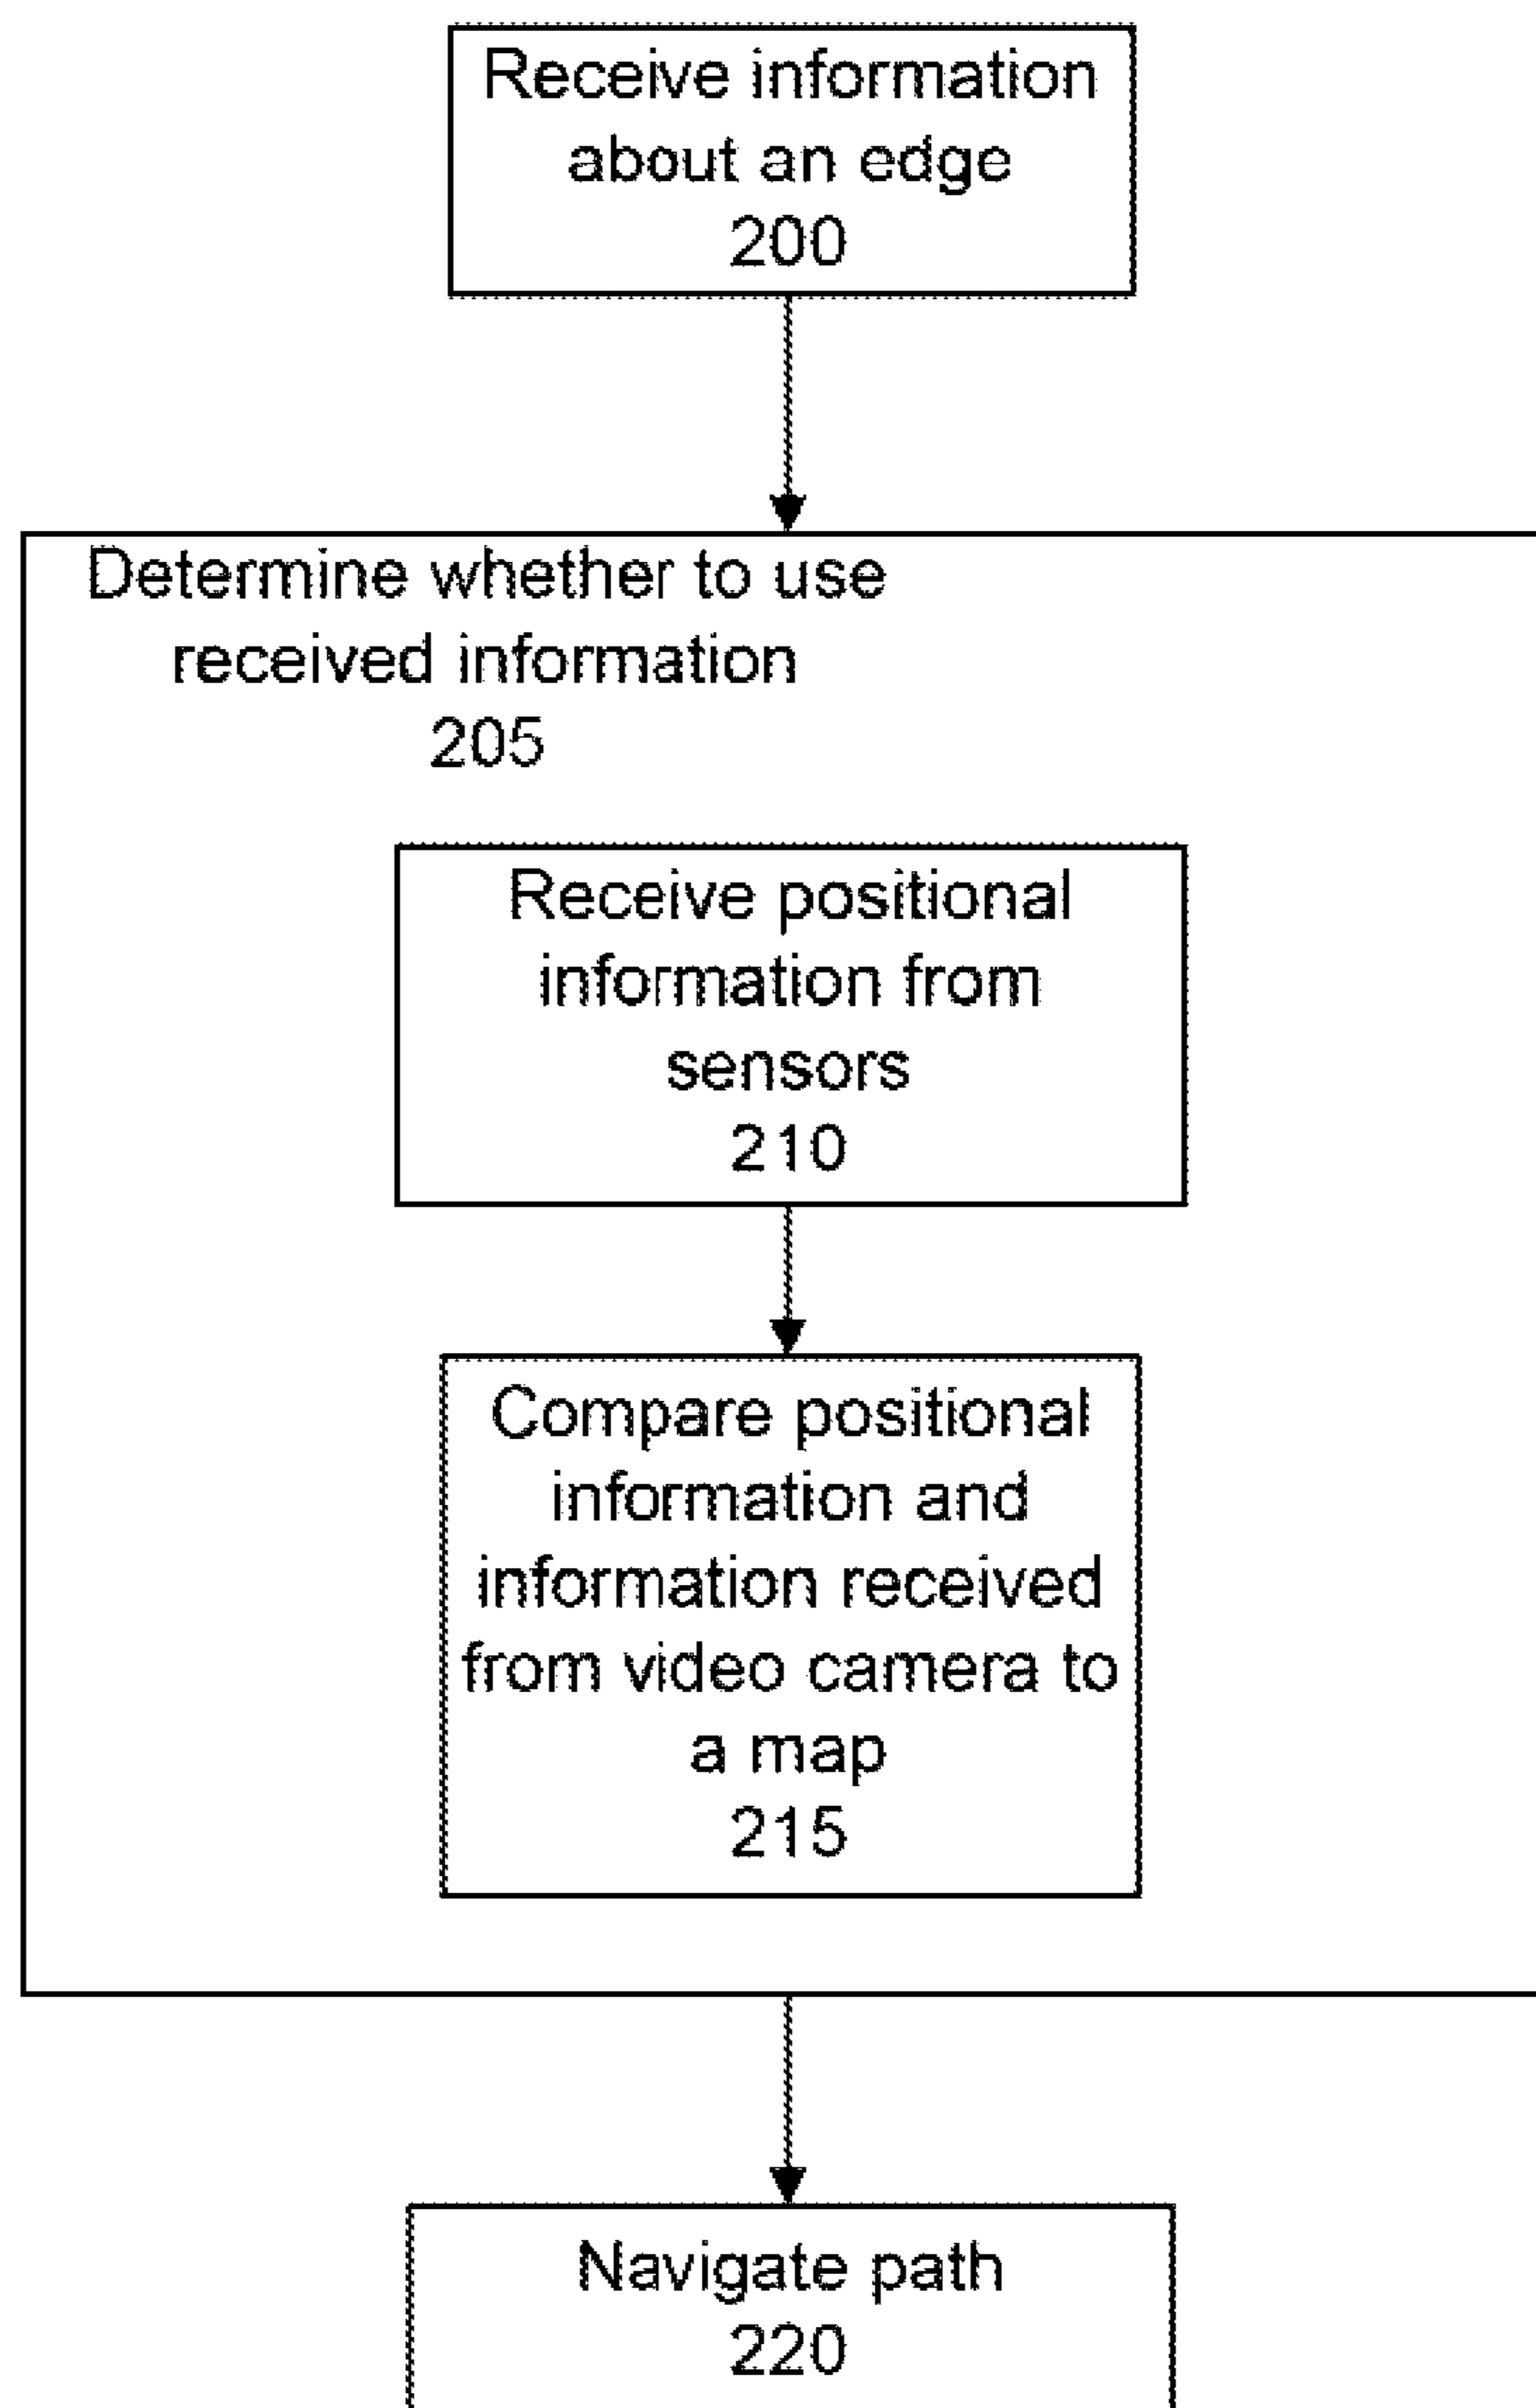 Receive information
about an edge
200
Determine whether to use
received information
205
Receive positional
information from
sensors
210
Compare positional
information and
information received
from video camera to
a map
215
Navigate path
220